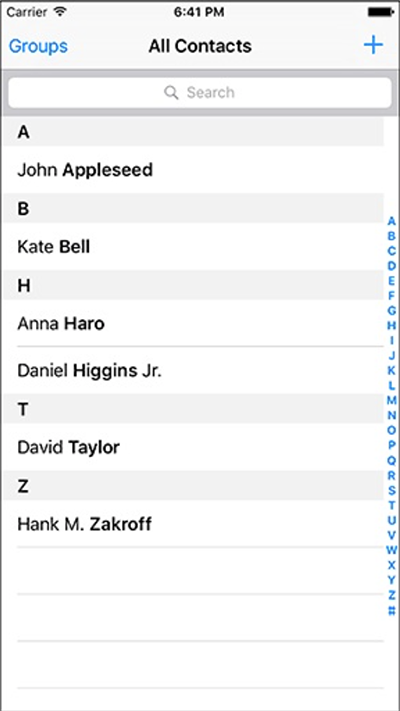 Carrier 6:41 PM
Groups All Contacts +
Search
A
John Appleseed
B
Kate Bell
H
Anna Haro
Daniel Higgins Jr.
T
David Taylor
Z
Hank M. Zakroff
A
B
C
D
E
F
G
H
I
J
K
L
M
N
O
P
Q
R
S
T
U
V
W
X
Y
Z
#